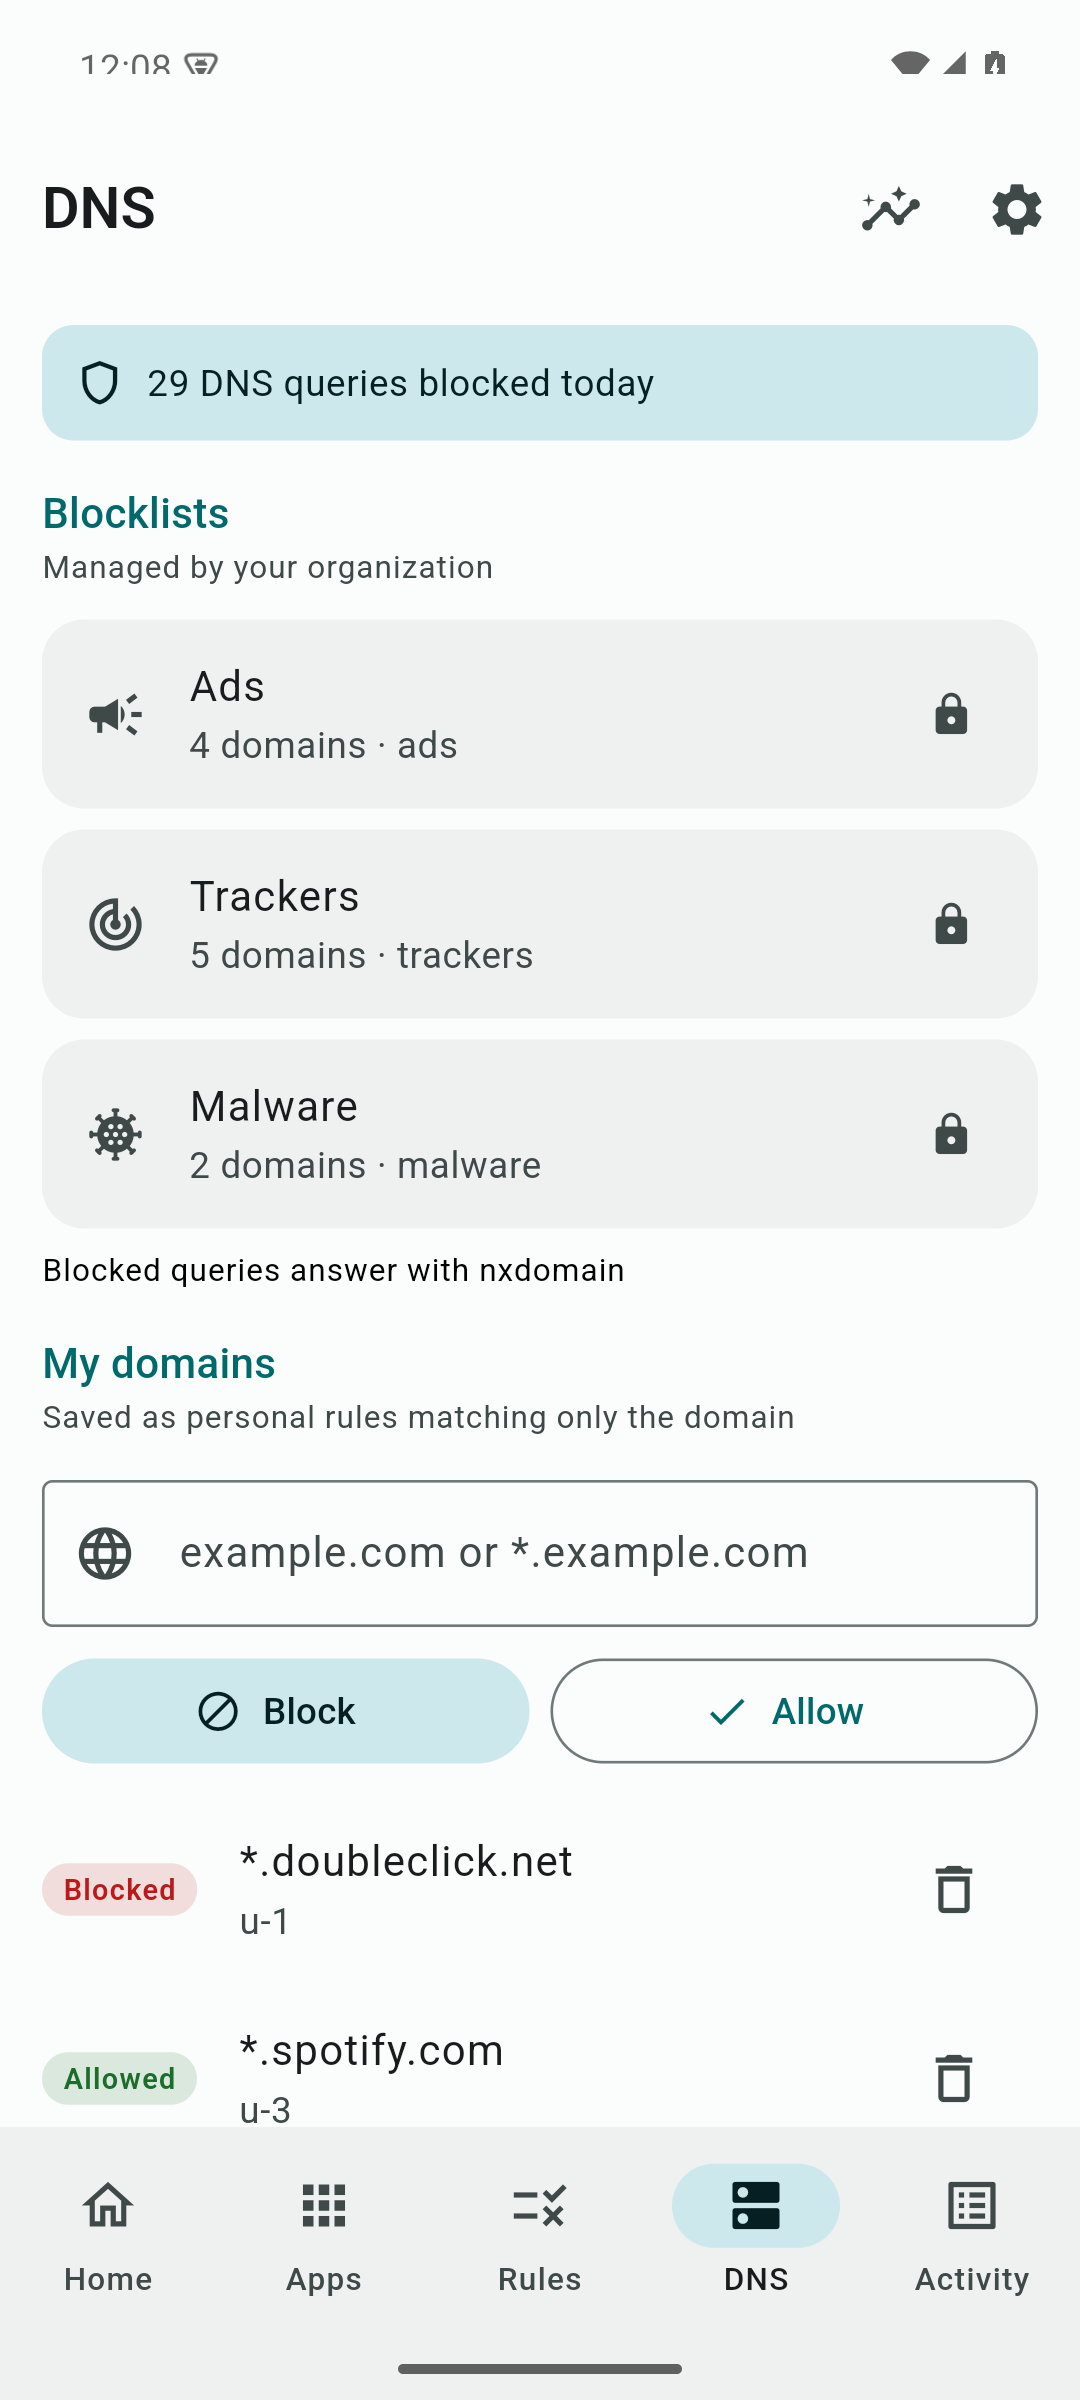 12:08
DNS
29 DNS queries blocked today
Blocklists
Managed by your organization
Ads
4 domains · ads
Trackers
5 domains · trackers
Malware
2 domains · malware
Blocked queries answer with nxdomain
My domains
Saved as personal rules matching only the domain
example.com or *.example.com
Block
Allow
*.doubleclick.net
Blocked
u-1
*.spotify.com
Allowed
u-3
Home
Apps
Rules
DNS
Activity